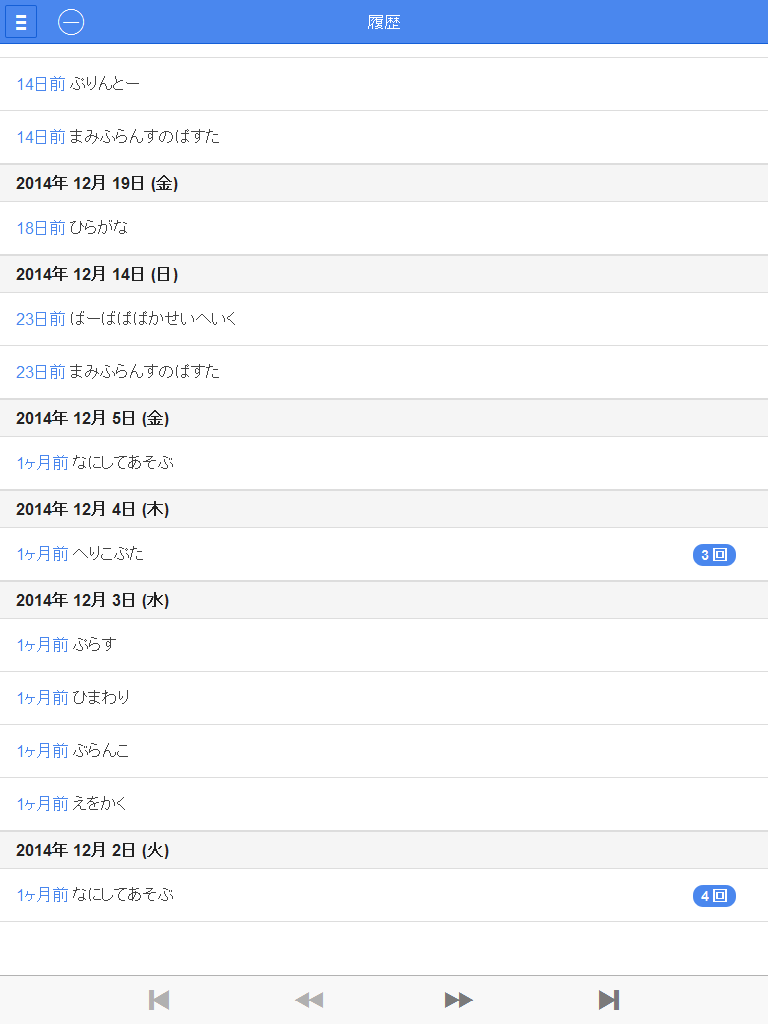 履歴
14日前 ぷりんとー
14日前 まみふらんすのぱすた
2014年 12月 19日 (金)
18日前 ひらがな
2014年 12月 14日 (日)
23日前 ばーばぱぱかせいへいく
23日前 まみふらんすのぱすた
2014年 12月 5日 (金)
1ヶ月前 なにしてあそぶ
2014年 12月 4日 (木)
1ヶ月前 へりこぷた 3 回
2014年 12月 3日 (水)
1ヶ月前 ぷらす
1ヶ月前 ひまわり
1ヶ月前 ぶらんこ
1ヶ月前 えをかく
2014年 12月 2日 (火)
1ヶ月前 なにしてあそぶ 4 回